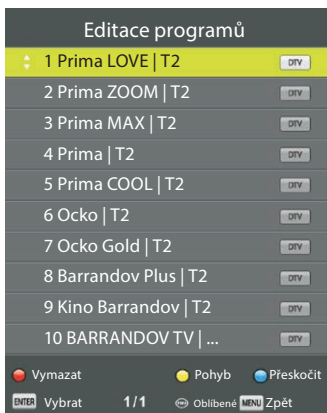 Editace programů
1 Prima LOVE | T2 DTV
2 Prima ZOOM | T2 DTV
3 Prima MAX | T2 DTV
4 Prima | T2 DTV
5 Prima COOL | T2 DTV
6 Ocko | T2 DTV
7 Ocko Gold | T2 DTV
8 Barrandov Plus | T2 DTV
9 Kino Barrandov | T2 DTV
10 BARRANDOV TV | ... DTV
Vymazat Pohyb Přeskočit
ENTER Vybrat 1/1 Oblíbené MENU Zpět